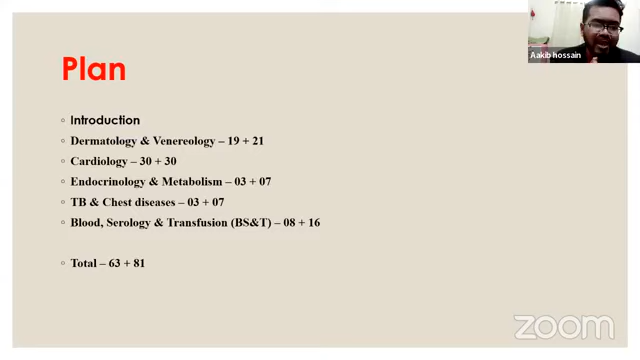 Aakib hossain
Plan
Introduction
Dermatology & Venereology – 19 + 21
Cardiology – 30 + 30
Endocrinology & Metabolism – 03 + 07
TB & Chest diseases – 03 + 07
Blood, Serology & Transfusion (BS&T) – 08 + 16
Total – 63 + 81
zoom